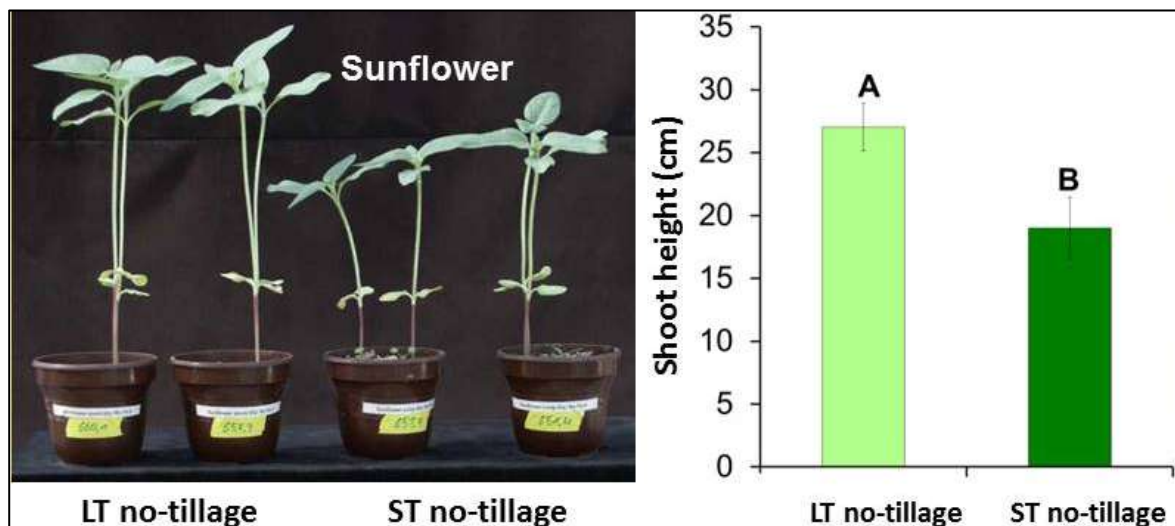 Sunflower
LT no-tillage
ST no-tillage
Shoot height (cm)
35
30
25
20
15
10
5
0
A
B
LT no-tillage
ST no-tillage